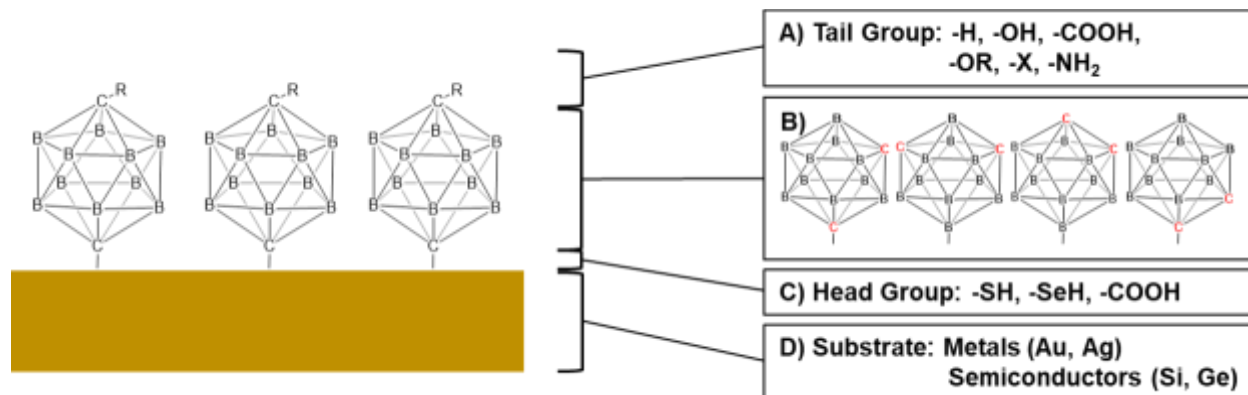 A) Tail Group: -H, -OH, -COOH,
-OR, -X, -NH₂
B)
C) Head Group: -SH, -SeH, -COOH
D) Substrate: Metals (Au, Ag)
Semiconductors (Si, Ge)
R R R
C C C
B B B B B B B B B
B B B B B B
B B B B B B
B B B B B B B B B
C C C
I I I
B B C B
B B C C B B B C B B B
B B B B B B B B
B B B B B B B B
B B B B B B B B B B B C
C B B C
I I I I